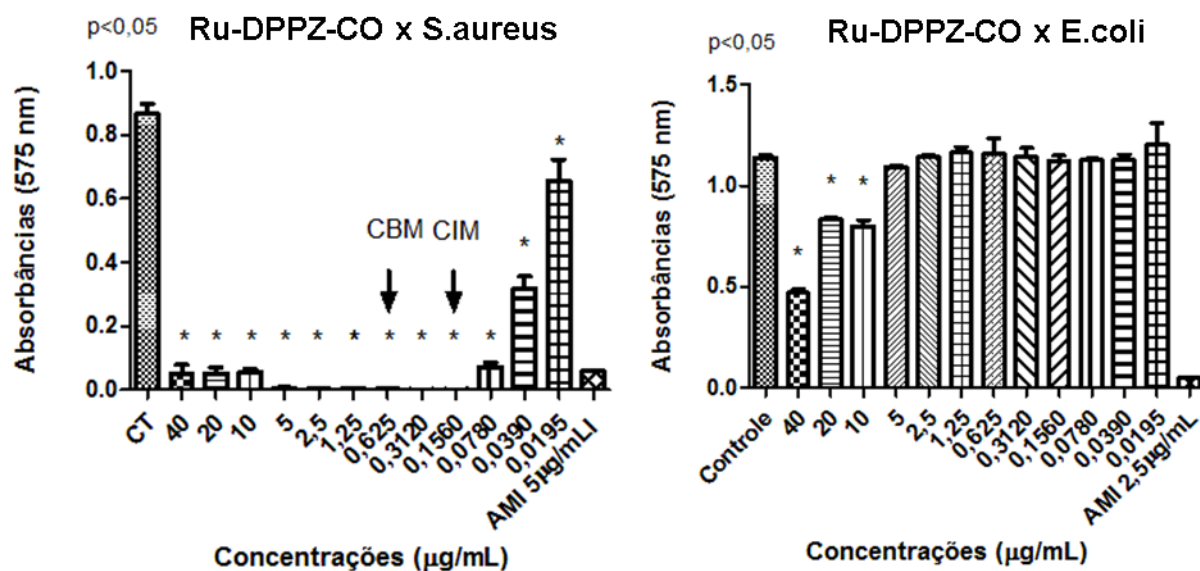 p<0,05
Ru-DPPZ-CO x S.aureus
Absorbâncias (575 nm)
1.0
0.8
0.6
0.4
0.2
0.0
CBM
CIM
* * * * * * * * * * * *
CT
40
20
10
5
2,5
1,25
0,625
0,3120
0,1560
0,0780
0,0390
0,0195
AMI 5µg/mLl
Concentrações (µg/mL)
p<0,05
Ru-DPPZ-CO x E.coli
Absorbâncias (575 nm)
1.5
1.0
0.5
0.0
* * *
Controle
40
20
10
5
2,5
1,25
0,625
0,3120
0,1560
0,0780
0,0390
0,0195
AMI 2,5µg/mL
Concentrações (µg/mL)